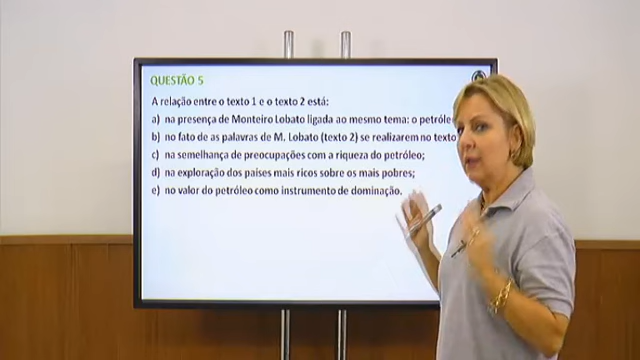 QUESTÃO 5
A relação entre o texto 1 e o texto 2 está:
a) na presença de Monteiro Lobato ligada ao mesmo tema: o
b) no fato de as palavras de M. Lobato (texto 2) se realizarem no texto
c) na semelhança de preocupações com a riqueza do petróleo;
d) na exploração dos países mais ricos sobre os mais pobres;
e) no valor do petróleo como instrumento de dominação.